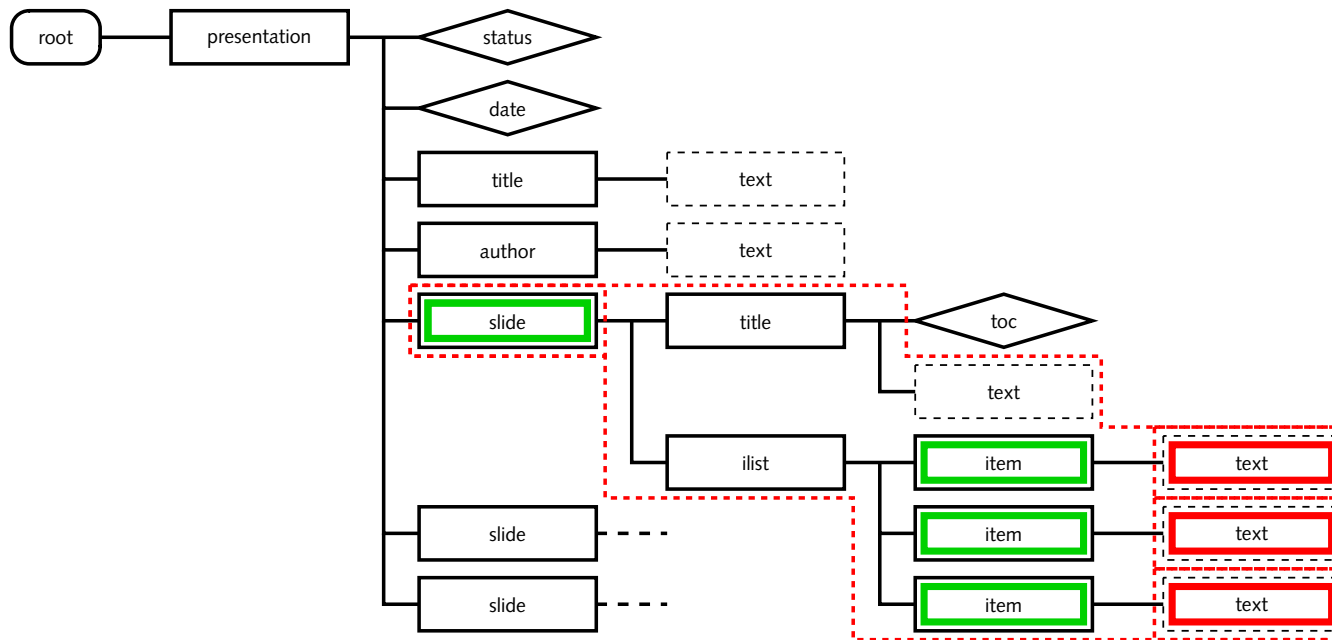 root presentation status
date
title text
author text
slide title toc
text
ilist item text
slide item text
slide item text